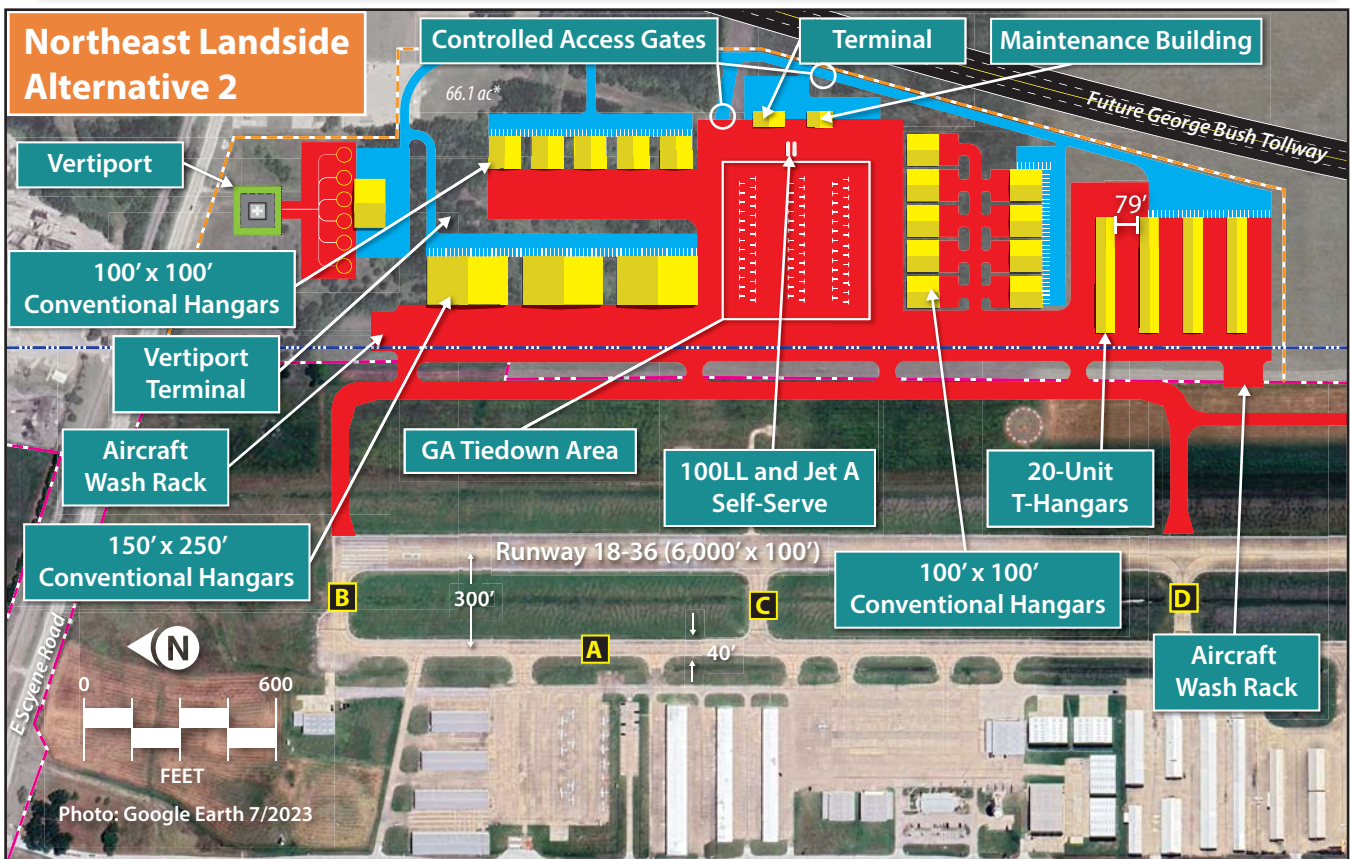 Northeast Landside
Alternative 2
Controlled Access Gates
Terminal
Maintenance Building
66.1 ac*
Future George Bush Tollway
Vertiport
79’
100’ x 100’
Conventional Hangars
Vertiport
Terminal
Aircraft
Wash Rack
GA Tiedown Area
100LL and Jet A
Self-Serve
20-Unit
T-Hangars
150’ x 250’
Conventional Hangars
Runway 18-36 (6,000’ x 100’)
100’ x 100’
Conventional Hangars
B
300’
C
D
A
40’
Aircraft
Wash Rack
E Scyene Road
N
0 600
FEET
Photo: Google Earth 7/2023